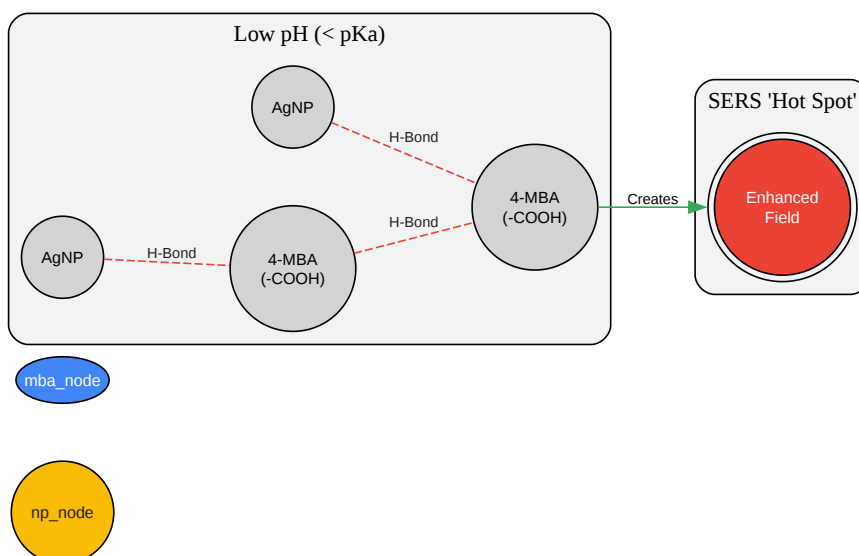 Low pH (< pKa)
SERS 'Hot Spot'
AgNP
H-Bond
4-MBA
(-COOH)
Creates
Enhanced
Field
H-Bond
AgNP
H-Bond
4-MBA
(-COOH)
mba_node
np_node